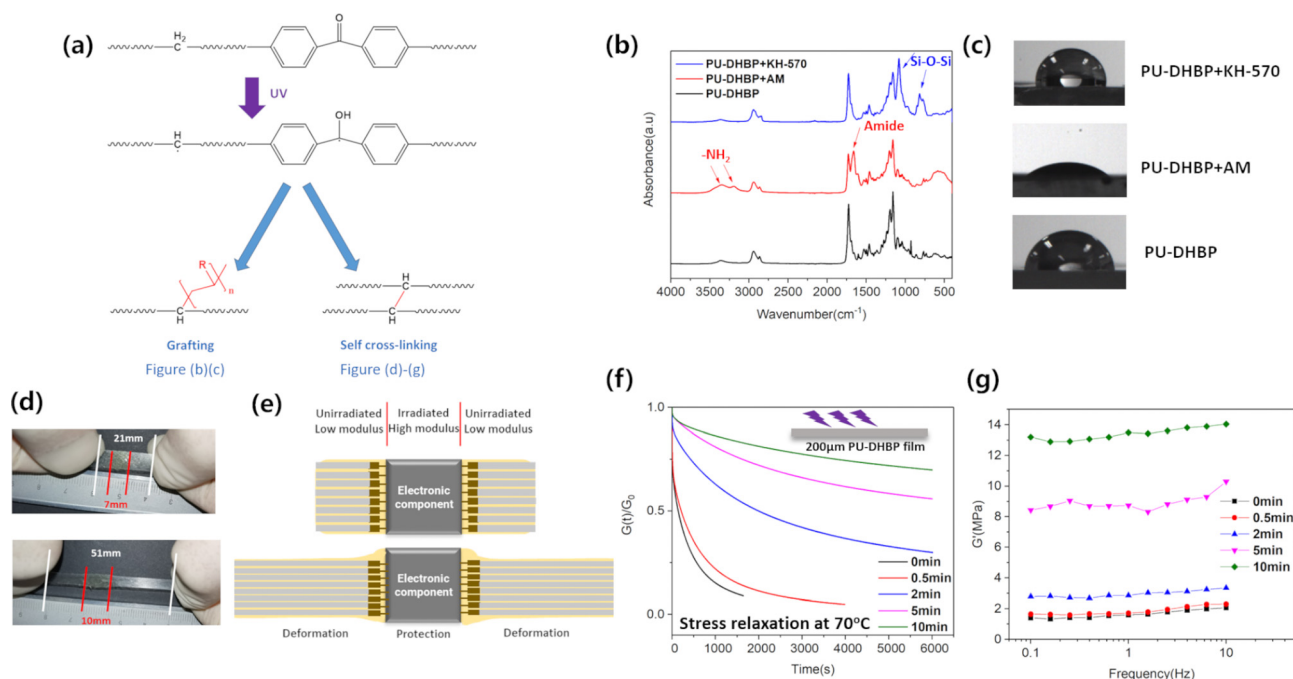 (a)
O
H₂
C
UV
OH
C
H
R
n
C
H
H
C
C
H
Grafting
Self cross-linking
Figure (b)(c)
Figure (d)-(g)
(b)
PU-DHBP+KH-570
PU-DHBP+AM
PU-DHBP
Si-O-Si
Amide
-NH₂
Absorbance(a.u)
4000 3500 3000 2500 2000 1500 1000 500
Wavenumber(cm⁻¹)
(c)
PU-DHBP+KH-570
PU-DHBP+AM
PU-DHBP
(d)
21mm
7mm
51mm
10mm
(e)
Unirradiated Irradiated Unirradiated
Low modulus High modulus Low modulus
Electronic
component
Electronic
component
Deformation Protection Deformation
(f)
1.0
0.5
0.0
G(t)/G₀
200μm PU-DHBP film
0min
0.5min
2min
5min
10min
Stress relaxation at 70°C
0 1000 2000 3000 4000 5000 6000
Time(s)
(g)
14
12
10
8
6
4
2
0
G'(MPa)
0min
0.5min
2min
5min
10min
0.1 1 10
Frequency(Hz)